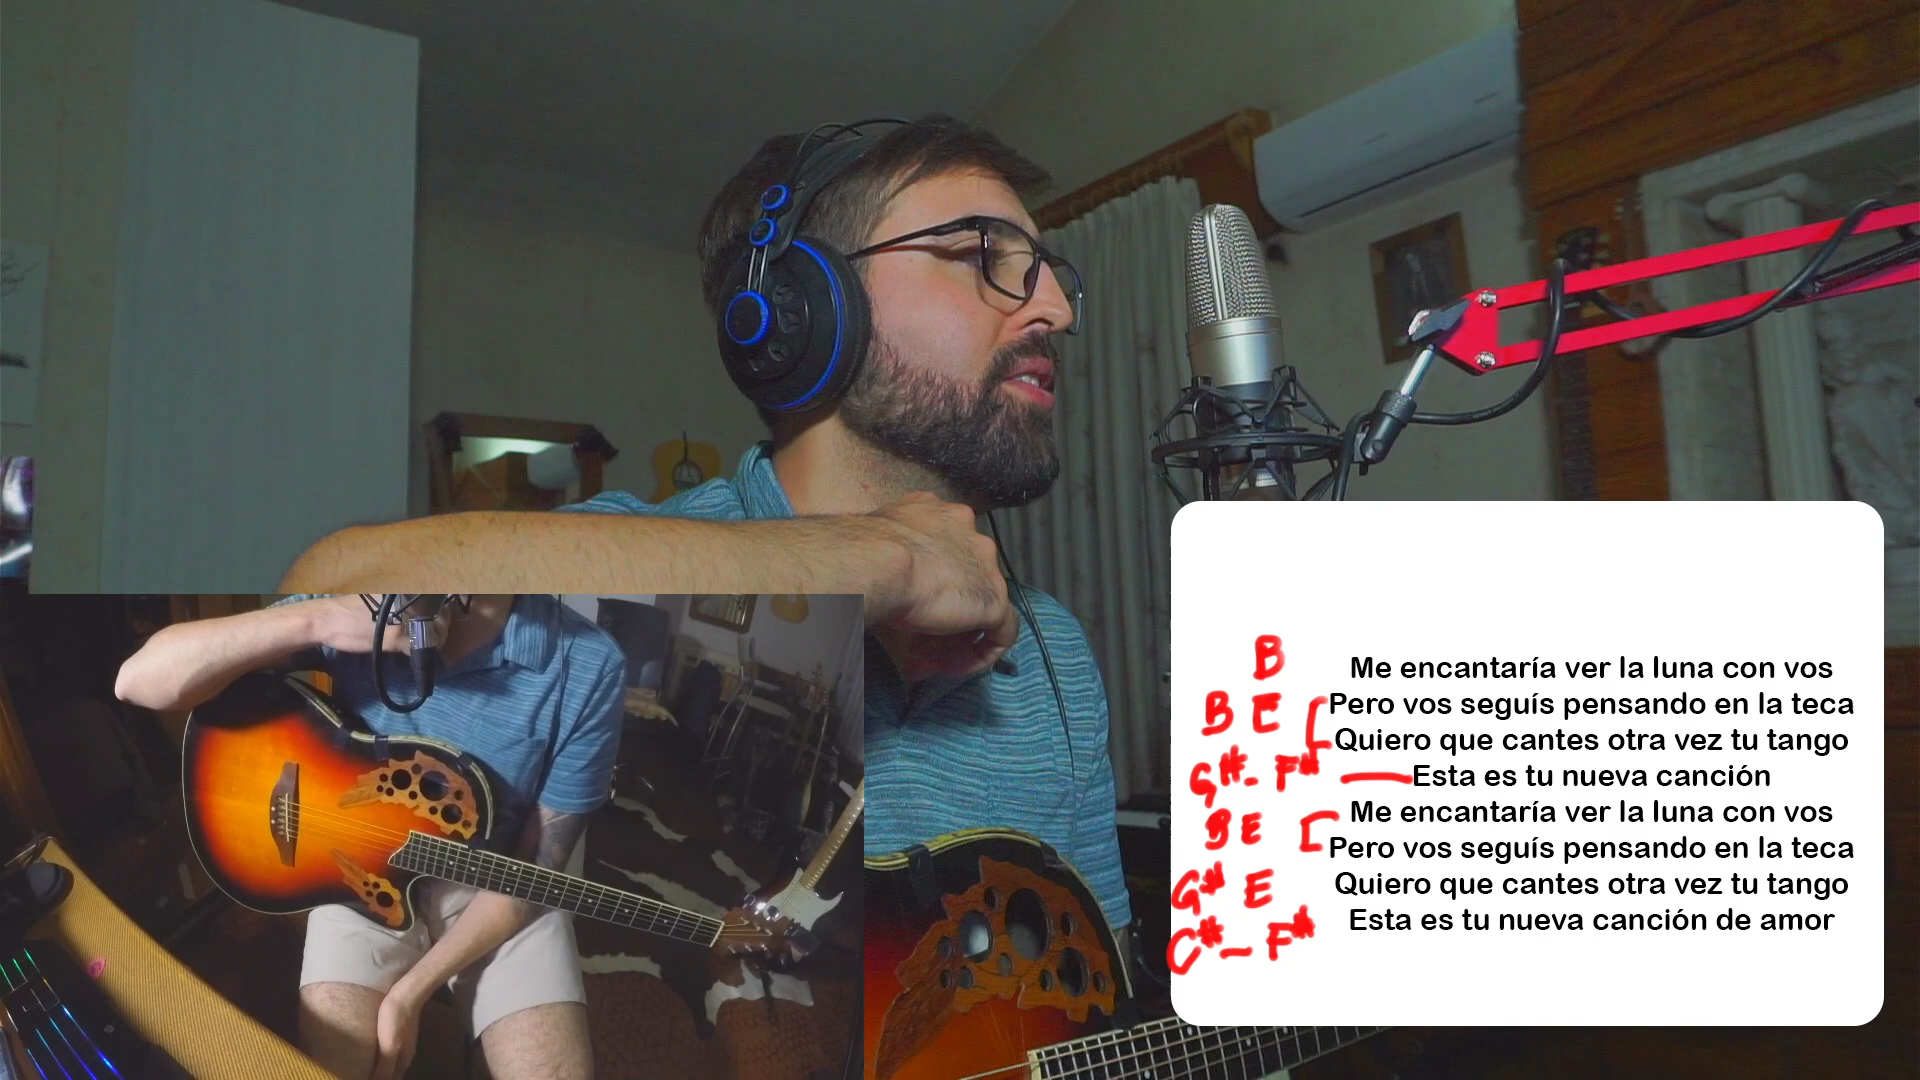 B Me encantaría ver la luna con vos
B E [ Pero vos seguís pensando en la teca
Quiero que cantes otra vez tu tango
G#- F# — Esta es tu nueva canción
B E [ Me encantaría ver la luna con vos
Pero vos seguís pensando en la teca
G# E Quiero que cantes otra vez tu tango
C#- F# Esta es tu nueva canción de amor